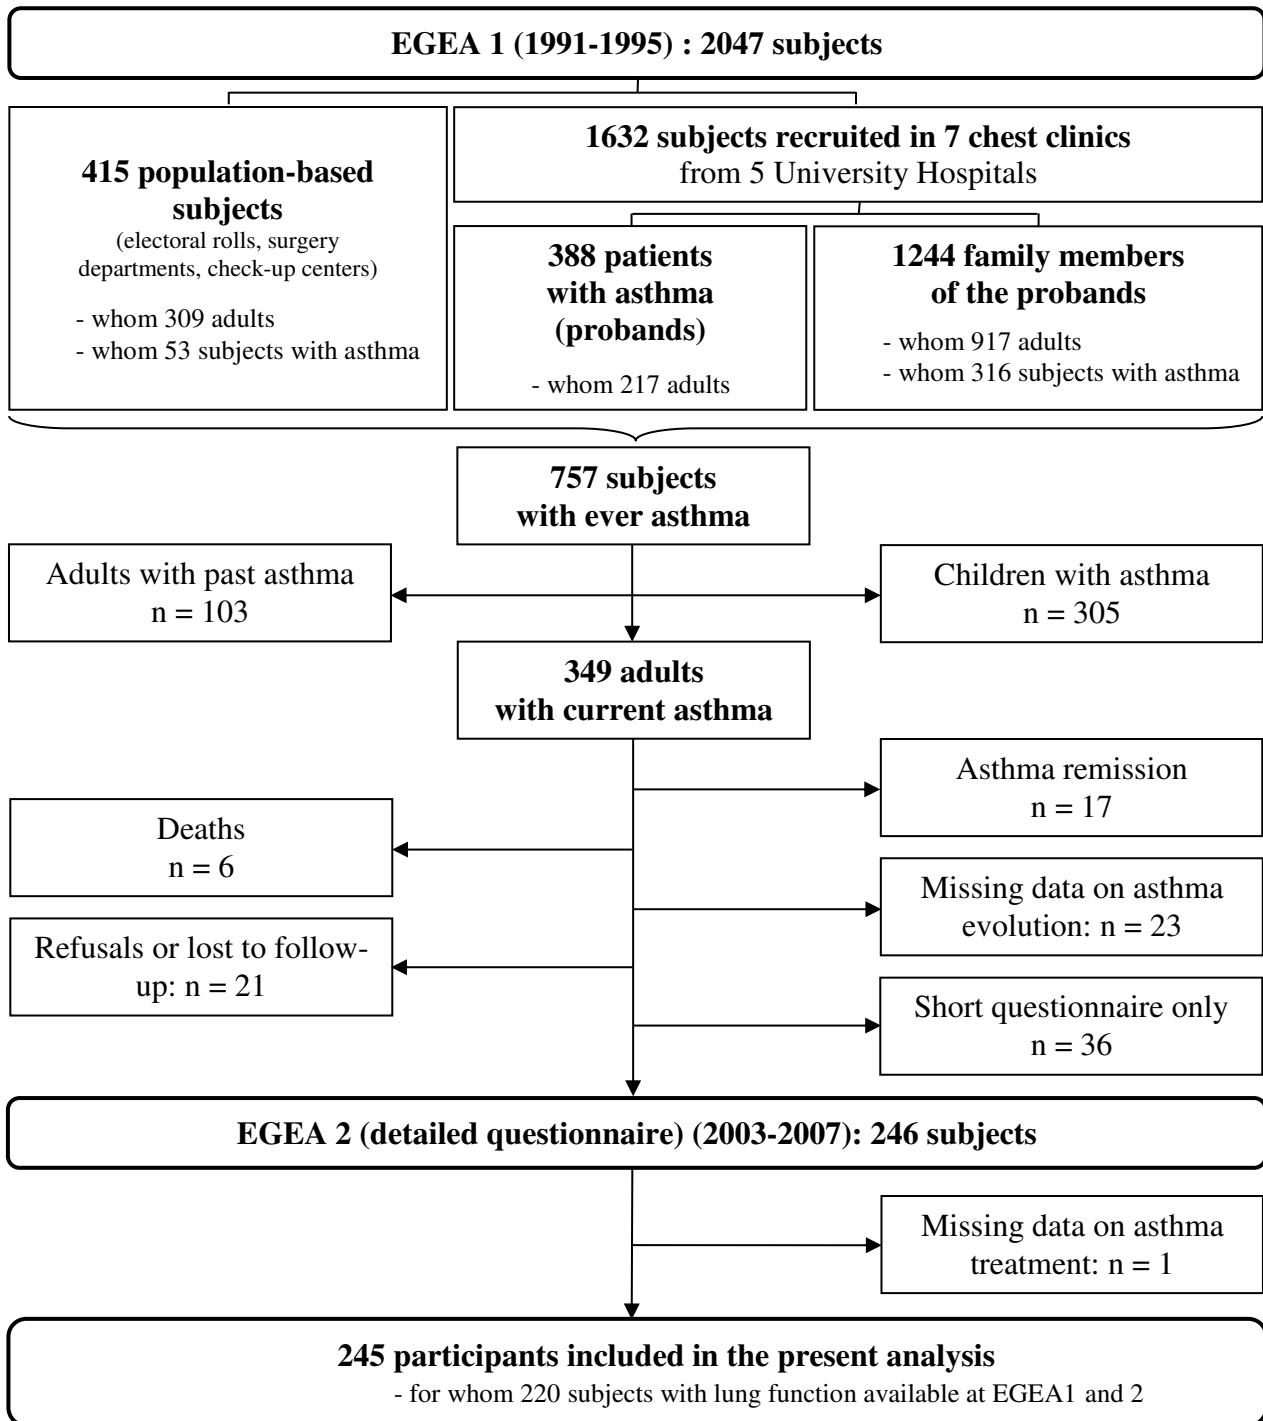 EGEA 1 (1991-1995) : 2047 subjects
415 population-based
subjects
(electoral rolls, surgery
departments, check-up centers)
- whom 309 adults
- whom 53 subjects with asthma
1632 subjects recruited in 7 chest clinics
from 5 University Hospitals
388 patients
with asthma
(probands)
- whom 217 adults
1244 family members
of the probands
- whom 917 adults
- whom 316 subjects with asthma
757 subjects
with ever asthma
Adults with past asthma
n = 103
Children with asthma
n = 305
349 adults
with current asthma
Asthma remission
n = 17
Deaths
n = 6
Missing data on asthma
evolution: n = 23
Refusals or lost to follow-
up: n = 21
Short questionnaire only
n = 36
EGEA 2 (detailed questionnaire) (2003-2007): 246 subjects
Missing data on asthma
treatment: n = 1
245 participants included in the present analysis
- for whom 220 subjects with lung function available at EGEA1 and 2